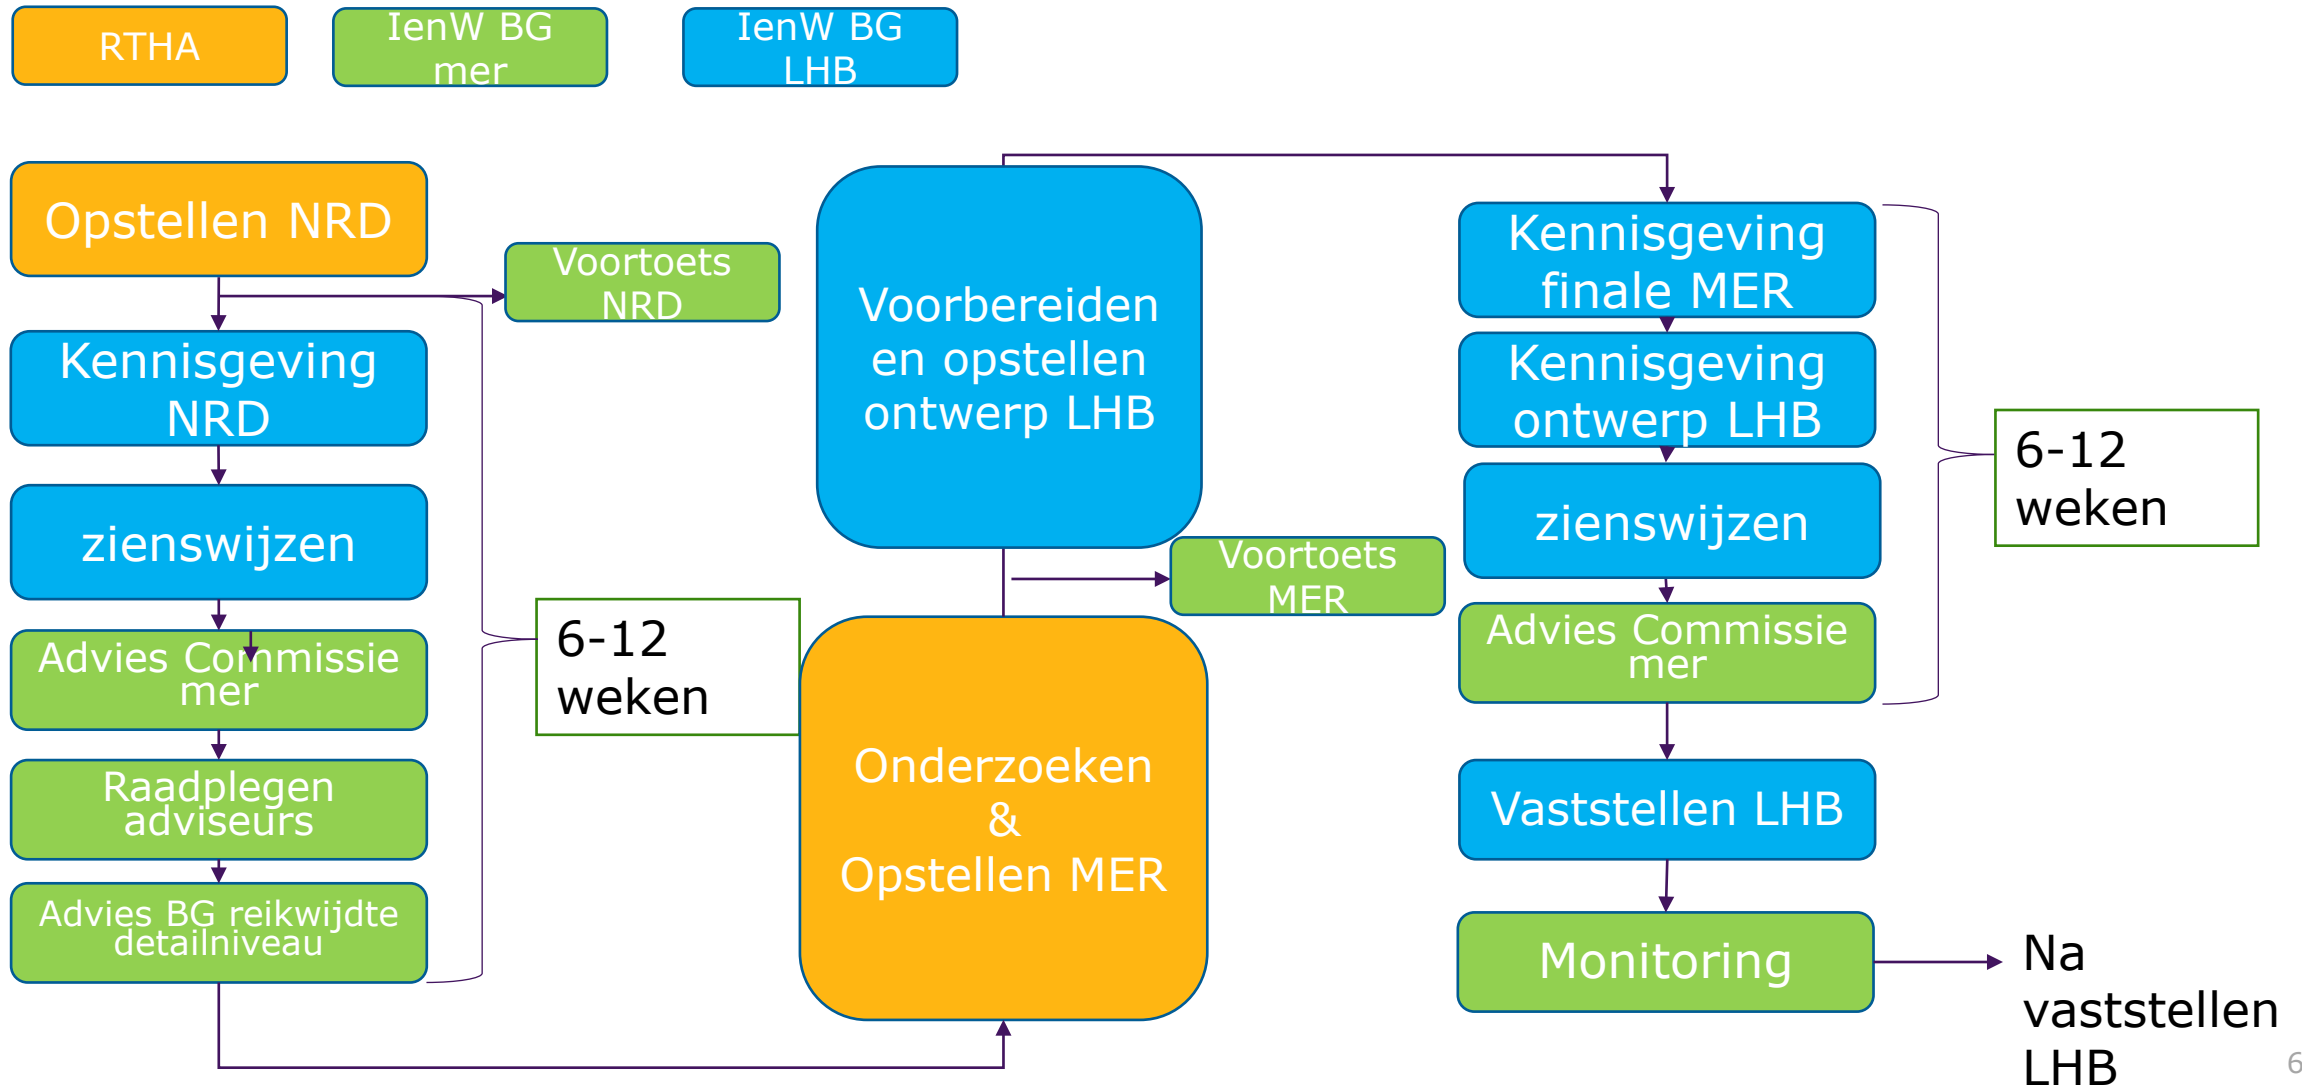 RTHA
IenW BG
mer
IenW BG
LHB
Opstellen NRD
Voortoets
NRD
Kennisgeving
NRD
zienswijzen
Advies Commissie
mer
Raadplegen
adviseurs
Advies BG reikwijdte
detailniveau
6-12
weken
Voorbereiden
en opstellen
ontwerp LHB
Voortoets
MER
Onderzoeken
&
Opstellen MER
Kennisgeving
finale MER
Kennisgeving
ontwerp LHB
zienswijzen
Advies Commissie
mer
6-12
weken
Vaststellen LHB
Monitoring
Na
vaststellen
LHB
6